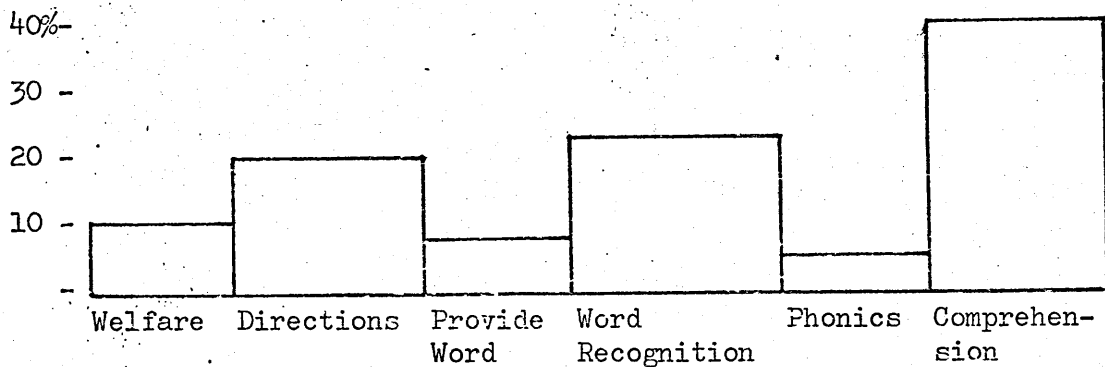 40%-
30 -
20 -
10 -
-
Welfare Directions Provide Word Phonics Comprehen-
Word Recognition sion